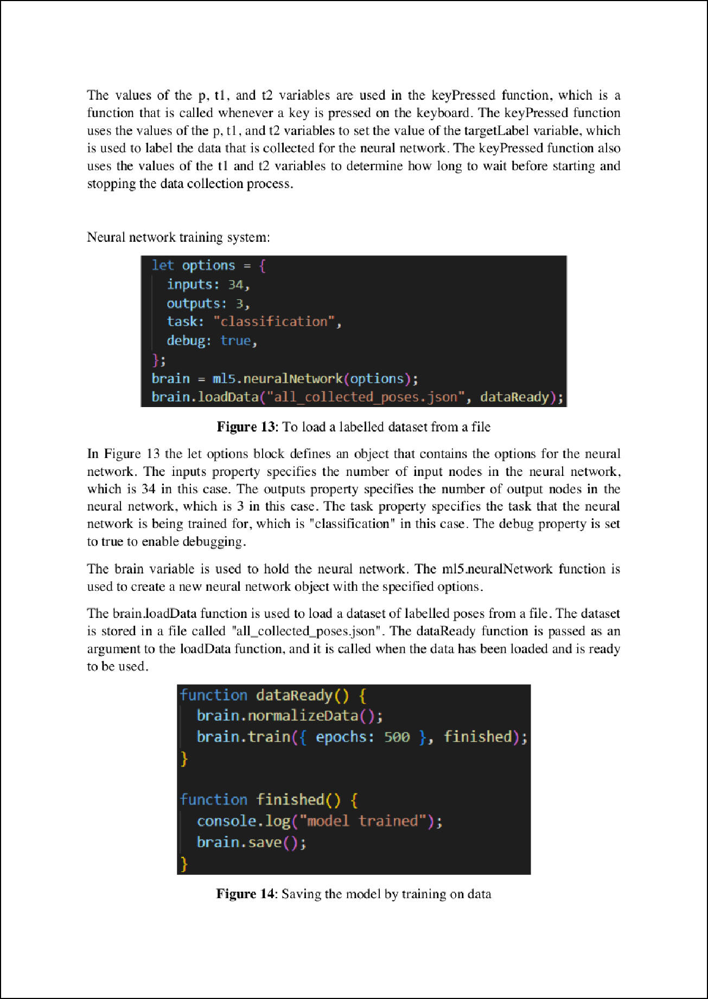 The values of the p, t1, and t2 variables are used in the keyPressed function, which is a
function that is called whenever a key is pressed on the keyboard. The keyPressed function
uses the values of the p, t1, and t2 variables to set the value of the targetLabel variable, which
is used to label the data that is collected for the neural network. The keyPressed function also
uses the values of the t1 and t2 variables to determine how long to wait before starting and
stopping the data collection process.
Neural network training system:
let options = {
inputs: 34,
outputs: 3,
task: "classification",
debug: true,
};
brain = ml5.neuralNetwork(options);
brain.loadData("all_collected_poses.json", dataReady);
Figure 13: To load a labelled dataset from a file
In Figure 13 the let options block defines an object that contains the options for the neural
network. The inputs property specifies the number of input nodes in the neural network,
which is 34 in this case. The outputs property specifies the number of output nodes in the
neural network, which is 3 in this case. The task property specifies the task that the neural
network is being trained for, which is "classification" in this case. The debug property is set
to true to enable debugging.
The brain variable is used to hold the neural network. The ml5.neuralNetwork function is
used to create a new neural network object with the specified options.
The brain.loadData function is used to load a dataset of labelled poses from a file. The dataset
is stored in a file called "all_collected_poses.json". The dataReady function is passed as an
argument to the loadData function, and it is called when the data has been loaded and is ready
to be used.
function dataReady() {
brain.normalizeData();
brain.train({ epochs: 500 }, finished);
}
function finished() {
console.log("model trained");
brain.save();
}
Figure 14: Saving the model by training on data